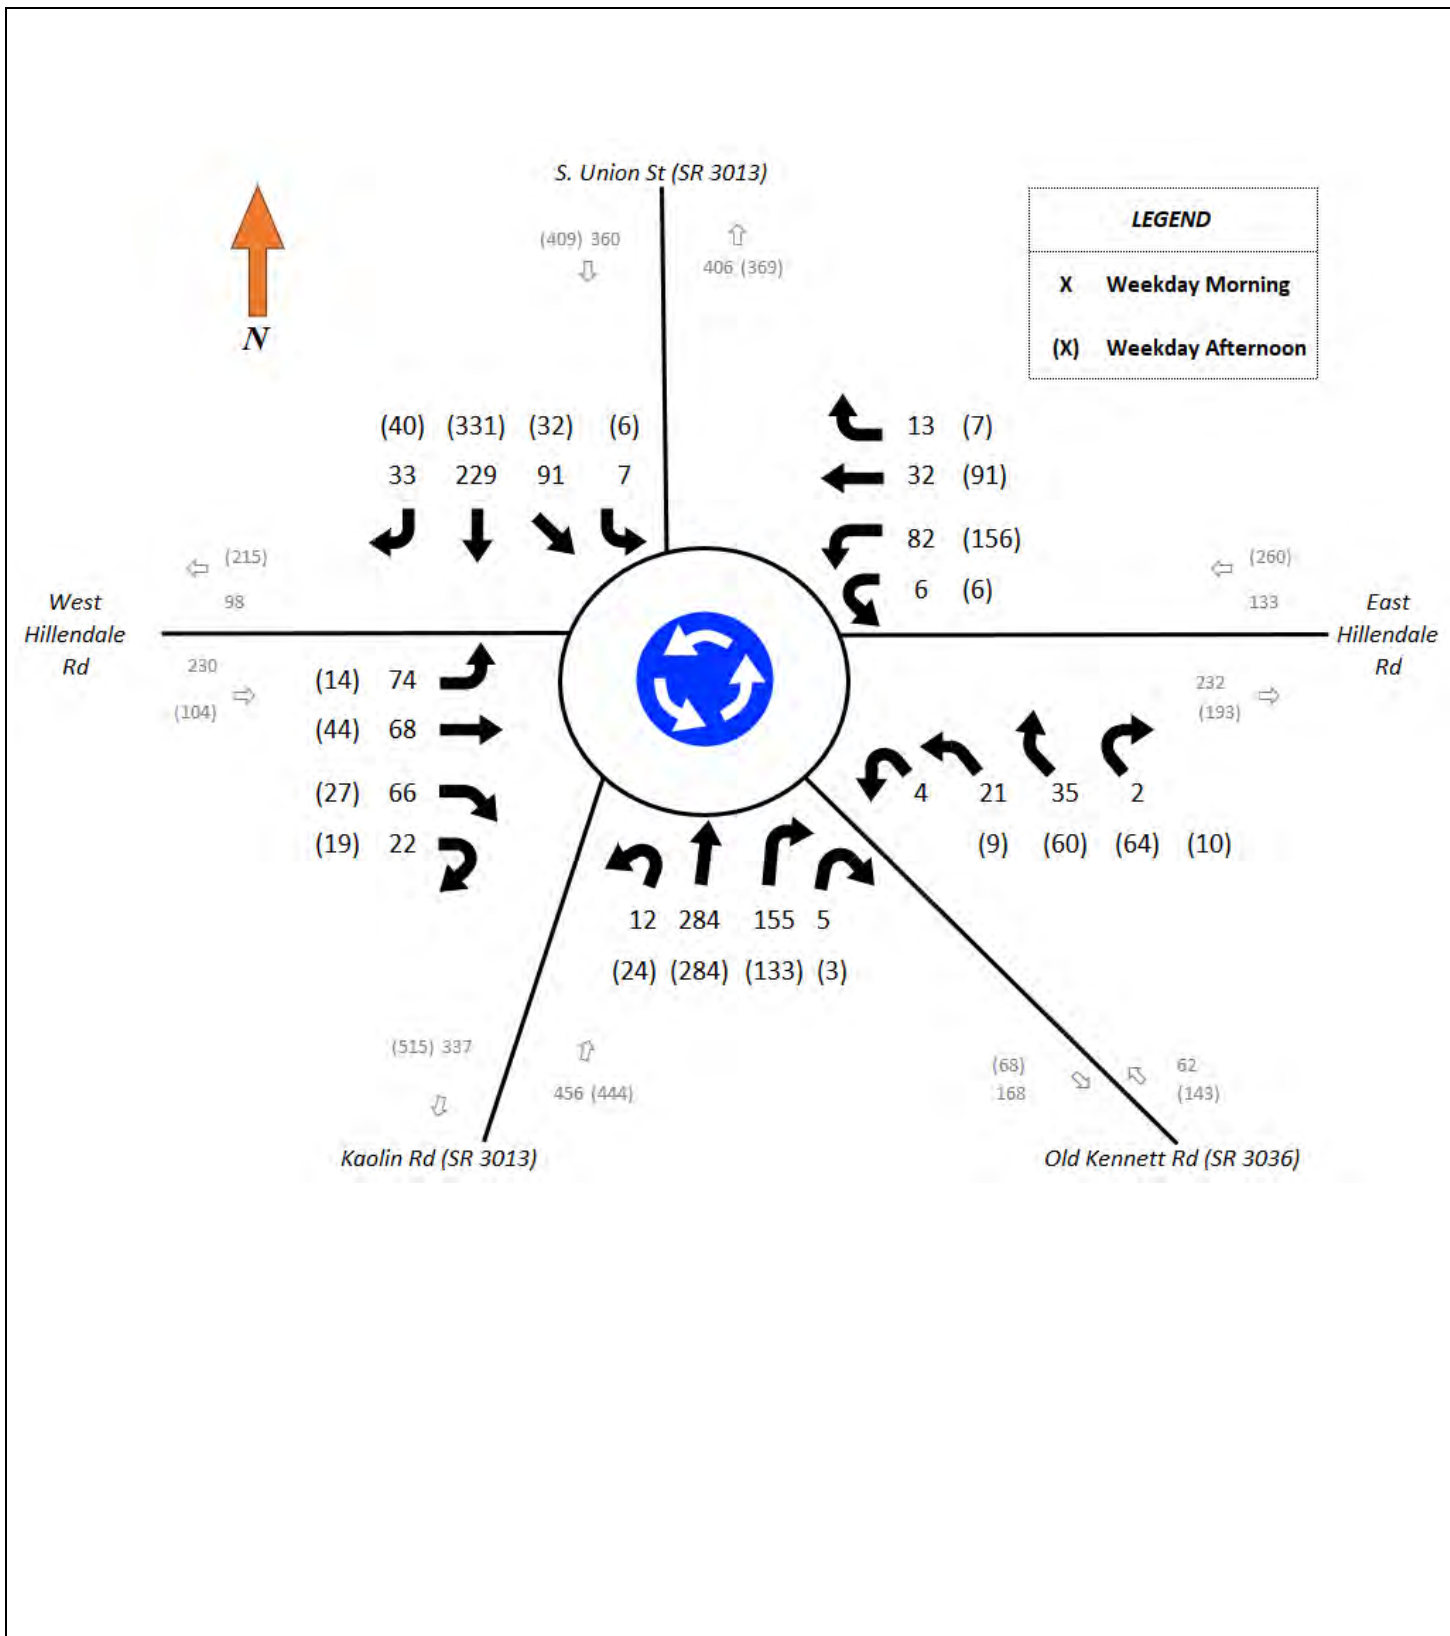 S. Union St (SR 3013)
(409) 360
406 (369)
LEGEND
X Weekday Morning
(X) Weekday Afternoon
N
(40) (331) (32) (6)
33 229 91 7
13 (7)
32 (91)
82 (156)
6 (6)
(215)
98
West
Hillendale
Rd
230
(104)
(260)
133
East
Hillendale
Rd
232
(193)
(14) 74
(44) 68
(27) 66
(19) 22
4 21 35 2
(9) (60) (64) (10)
12 284 155 5
(24) (284) (133) (3)
(515) 337
456 (444)
(68)
168
62
(143)
Kaolin Rd (SR 3013)
Old Kennett Rd (SR 3036)